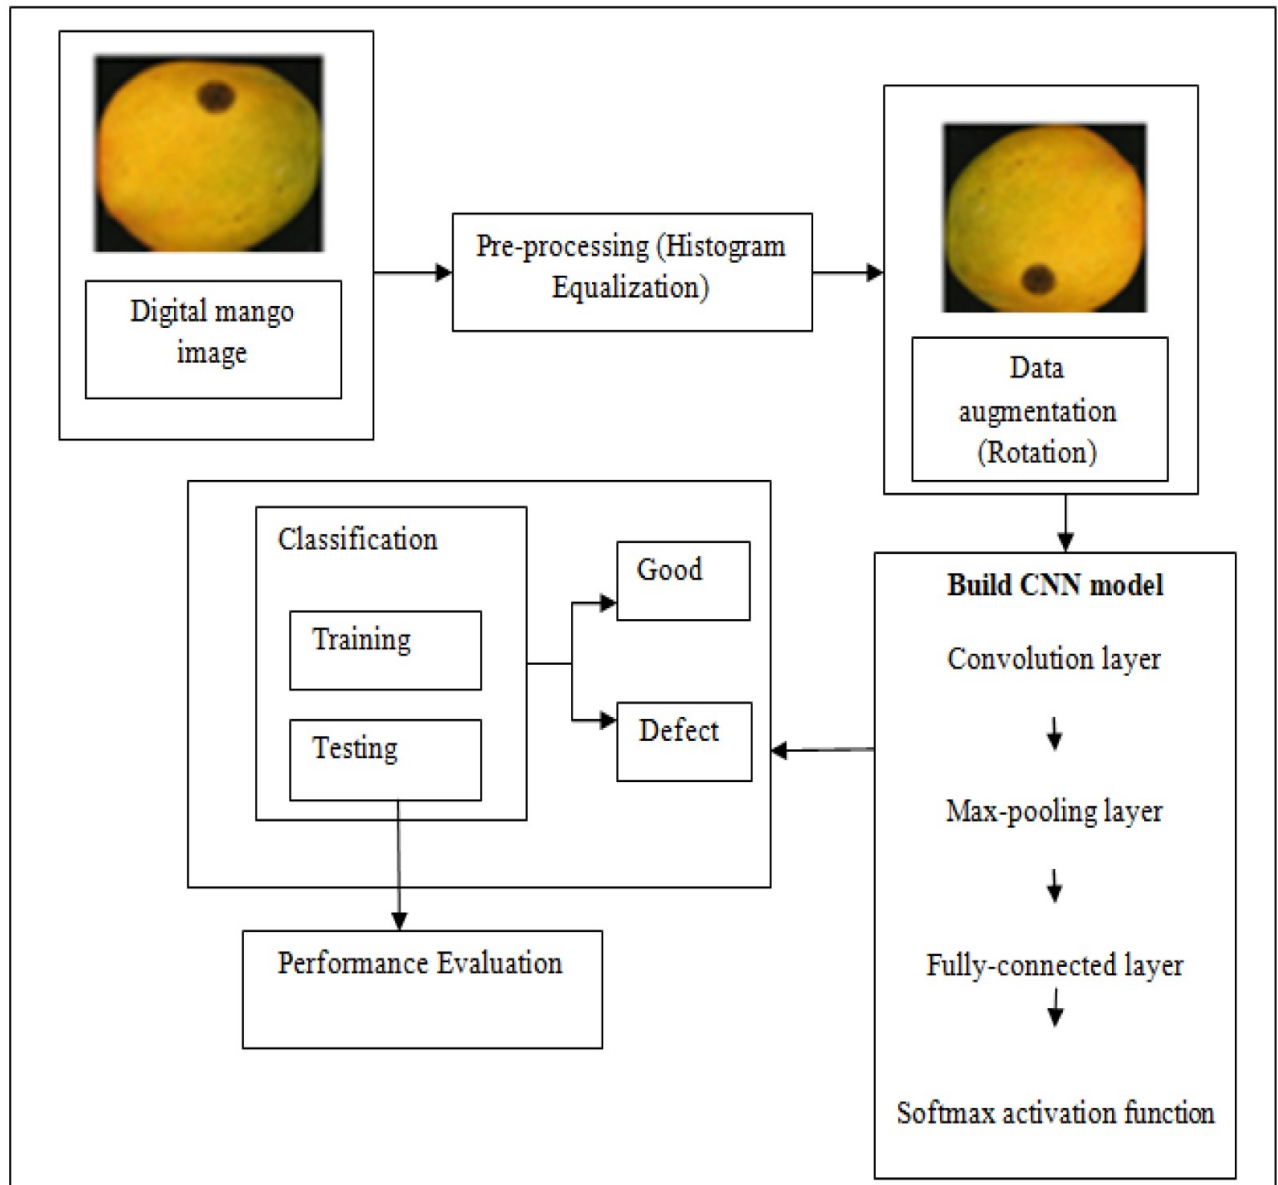 Digital mango
image
Pre-processing (Histogram
Equalization)
Data
augmentation
(Rotation)
Build CNN model
Convolution layer
Max-pooling layer
Fully-connected layer
Softmax activation function
Classification
Training
Testing
Good
Defect
Performance Evaluation